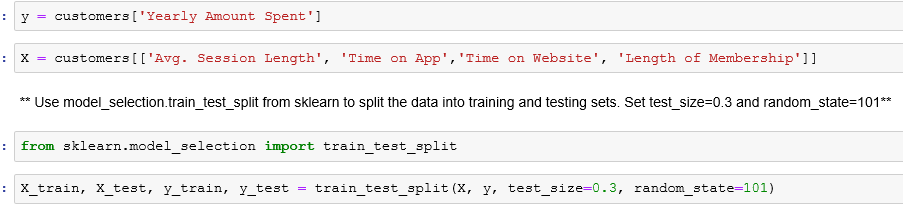 : y = customers['Yearly Amount Spent']
: X = customers[['Avg. Session Length', 'Time on App','Time on Website', 'Length of Membership']]
** Use model_selection.train_test_split from sklearn to split the data into training and testing sets. Set test_size=0.3 and random_state=101**
: from sklearn.model_selection import train_test_split
: X_train, X_test, y_train, y_test = train_test_split(X, y, test_size=0.3, random_state=101)